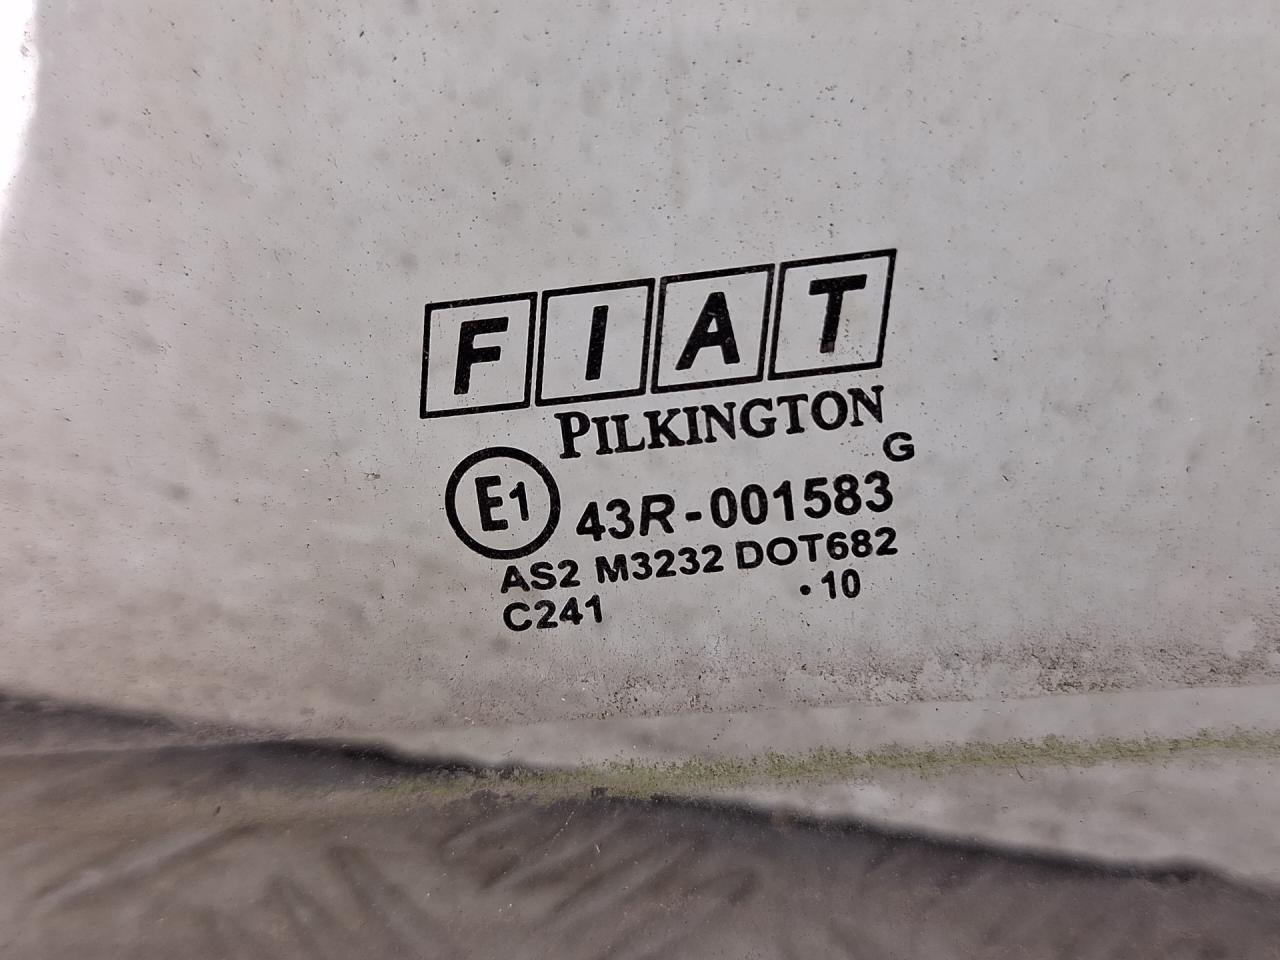 FIAT
PILKINGTON
G
E1 43R-001583
AS2 M3232 DOT682
C241 •10